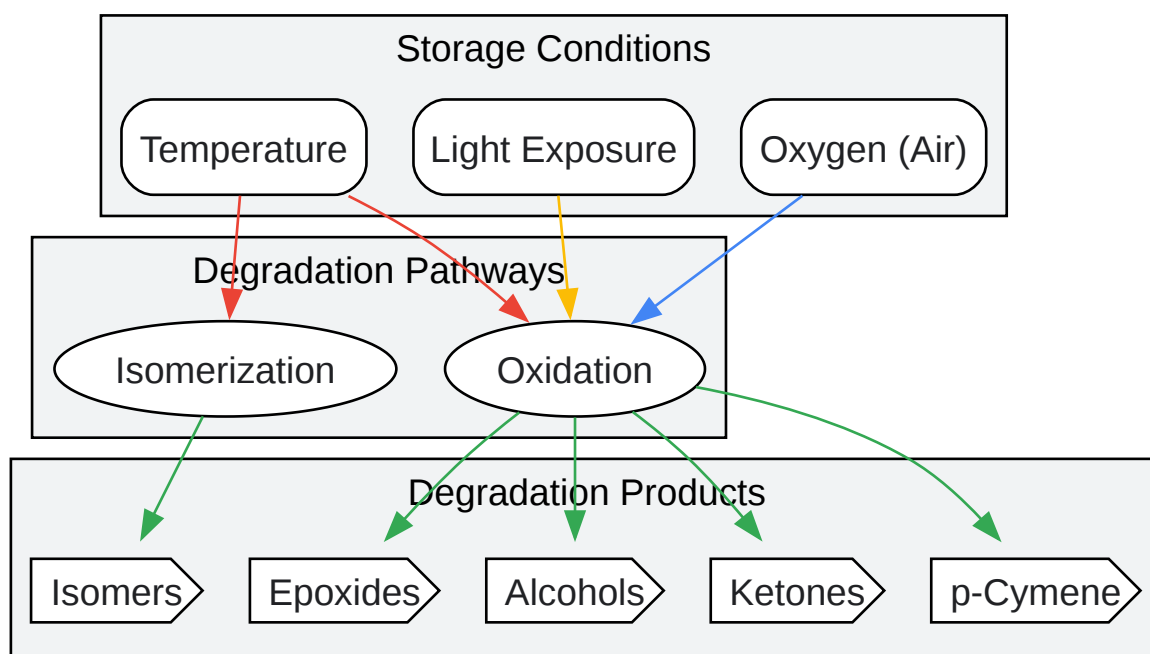 Storage Conditions
Temperature
Light Exposure
Oxygen (Air)
Degradation Pathways
Isomerization
Oxidation
Degradation Products
Isomers
Epoxides
Alcohols
Ketones
p-Cymene